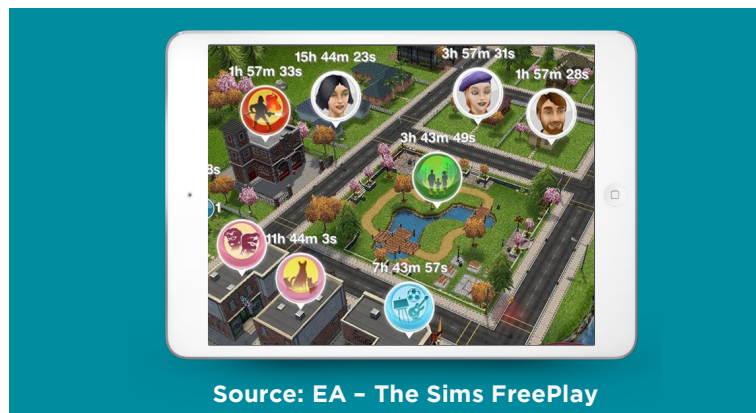 15h 44m 23s
3h 57m 31s
1h 57m 33s
1h 57m 28s
3h 43m 49s
1
11h 44m 3s
7h 43m 57s
Source: EA – The Sims FreePlay